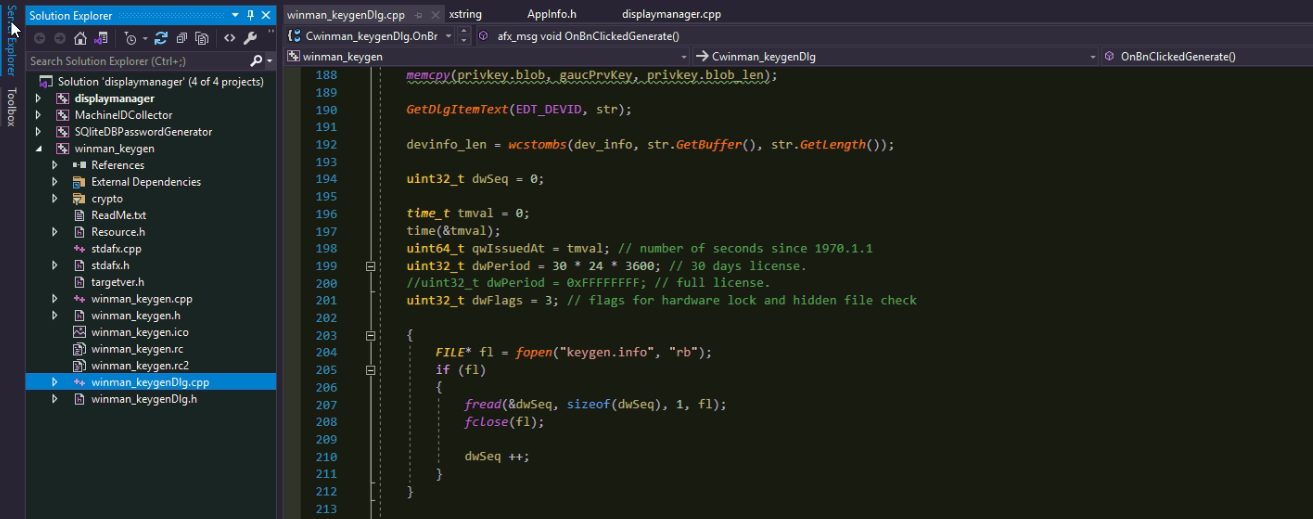 Server Explorer
Toolbox
Solution Explorer
Search Solution Explorer (Ctrl+;)
Solution 'displaymanager' (4 of 4 projects)
displaymanager
MachineIDCollector
SQliteDBPasswordGenerator
winman_keygen
References
External Dependencies
crypto
ReadMe.txt
Resource.h
stdafx.cpp
stdafx.h
targetver.h
winman_keygen.cpp
winman_keygen.h
winman_keygen.ico
winman_keygen.rc
winman_keygen.rc2
winman_keygenDlg.cpp
winman_keygenDlg.h
winman_keygenDlg.cpp xstring AppInfo.h displaymanager.cpp
Cwinman_keygenDlg.OnBr afx_msg void OnBnClickedGenerate()
winman_keygen Cwinman_keygenDlg OnBnClickedGenerate()
188 memcpy(privkey.blob, gaucPrvKey, privkey.blob_len);
189
190 GetDlgItemText(EDT_DEVID, str);
191
192 devinfo_len = wcstombs(dev_info, str.GetBuffer(), str.GetLength());
193
194 uint32_t dwSeq = 0;
195
196 time_t tmval = 0;
197 time(&tmval);
198 uint64_t qwIssuedAt = tmval; // number of seconds since 1970.1.1
199 uint32_t dwPeriod = 30 * 24 * 3600; // 30 days license.
200 //uint32_t dwPeriod = 0xFFFFFFFF; // full license.
201 uint32_t dwFlags = 3; // flags for hardware lock and hidden file check
202
203 {
204 FILE* fl = fopen("keygen.info", "rb");
205 if (fl)
206 {
207 fread(&dwSeq, sizeof(dwSeq), 1, fl);
208 fclose(fl);
209
210 dwSeq ++;
211 }
212 }
213